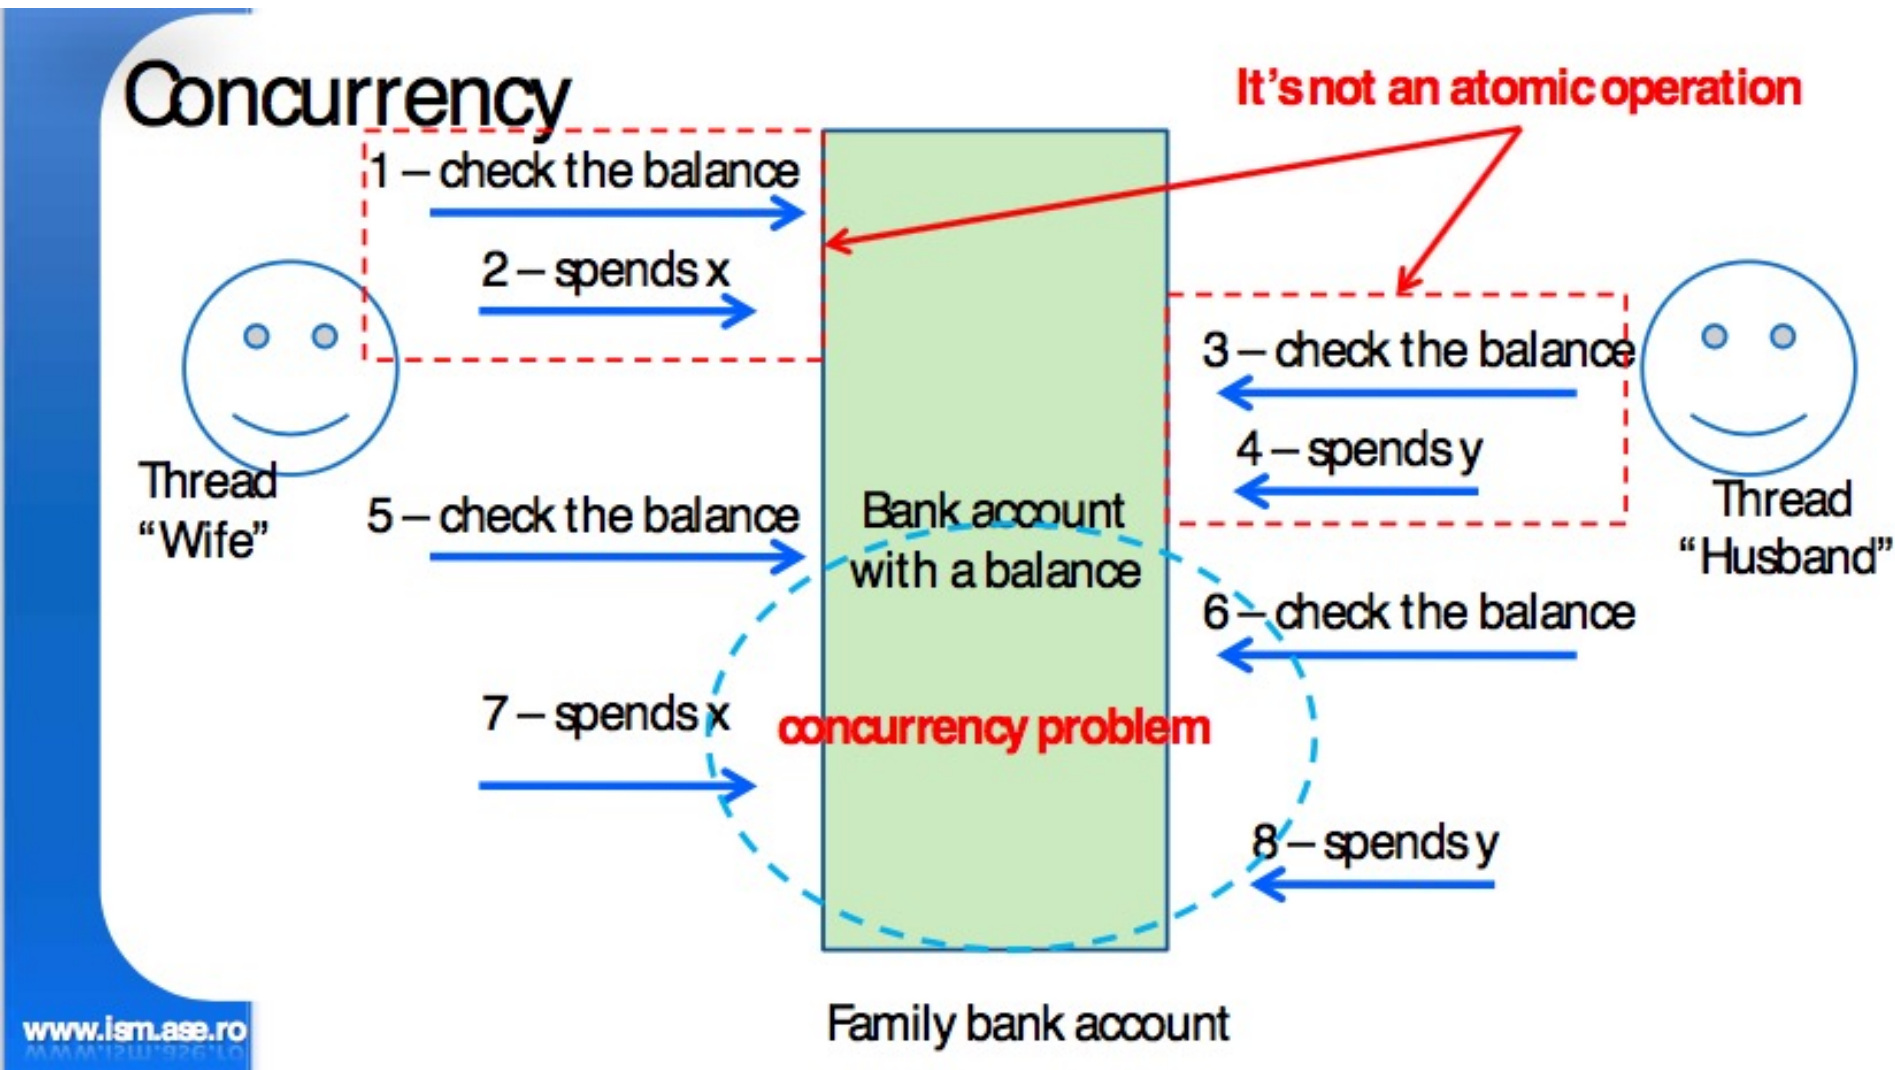 Concurrency
It's not an atomic operation
1 – check the balance
2 – spends x
3 – check the balance
4 – spends y
Thread
“Wife”
Thread
“Husband”
5 – check the balance
Bank account
with a balance
6 – check the balance
7 – spends x
concurrency problem
8 – spends y
Family bank account
www.ism.ase.ro